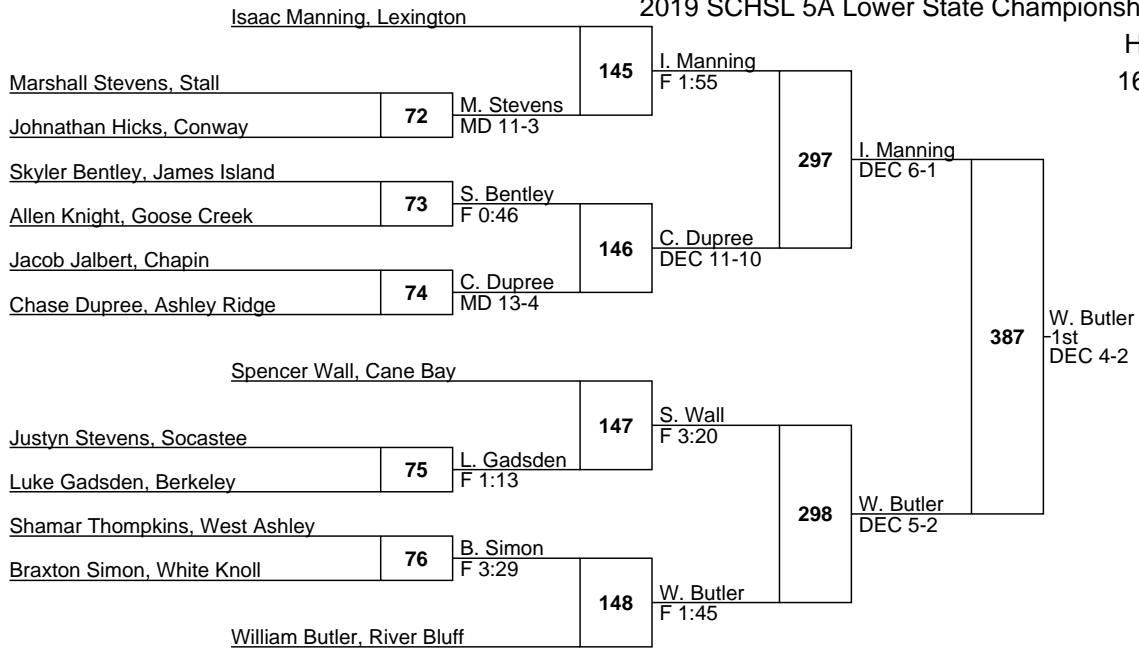 2019 SCHSL 5A Lower State Championsh
H
16
Isaac Manning, Lexington
145
I. Manning
F 1:55
Marshall Stevens, Stall
72
M. Stevens
MD 11-3
Johnathan Hicks, Conway
297
I. Manning
DEC 6-1
Skyler Bentley, James Island
73
S. Bentley
F 0:46
Allen Knight, Goose Creek
146
C. Dupree
DEC 11-10
Jacob Jalbert, Chapin
74
C. Dupree
MD 13-4
Chase Dupree, Ashley Ridge
387
W. Butler
1st
DEC 4-2
Spencer Wall, Cane Bay
147
S. Wall
F 3:20
Justyn Stevens, Socastee
75
L. Gadsden
F 1:13
Luke Gadsden, Berkeley
298
W. Butler
DEC 5-2
Shamar Thompkins, West Ashley
76
B. Simon
F 3:29
Braxton Simon, White Knoll
148
W. Butler
F 1:45
William Butler, River Bluff